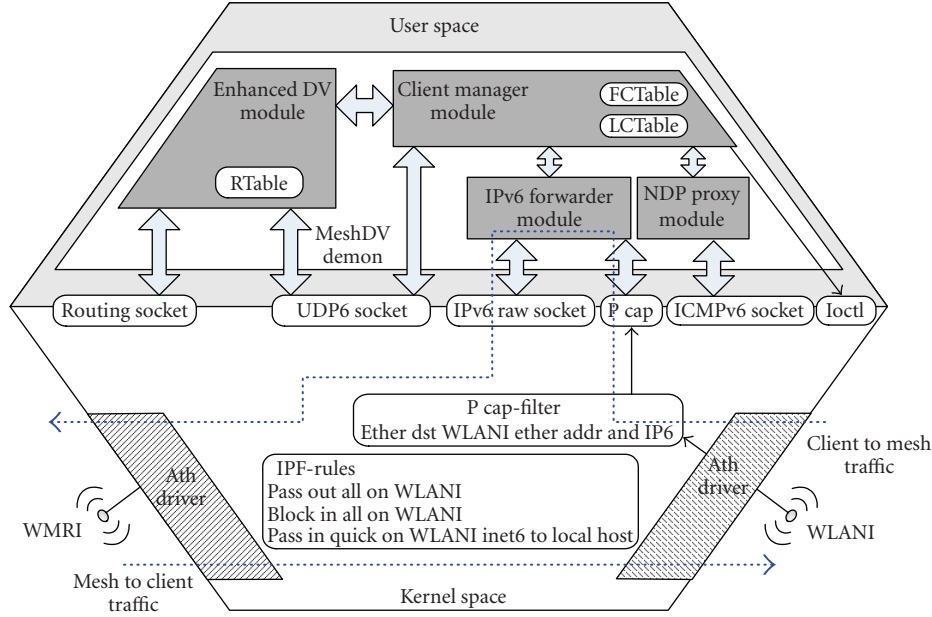 User space
Enhanced DV
module
Client manager
module
FCTable
LCTable
RTable
IPv6 forwarder
module
NDP proxy
module
MeshDV
demon
Routing socket
UDP6 socket
IPv6 raw socket
P cap
ICMPv6 socket
Ioctl
P cap-filter
Ether dst WLANI ether addr and IP6
Client to mesh
traffic
Ath
driver
IPF-rules
Pass out all on WLANI
Block in all on WLANI
Pass in quick on WLANI inet6 to local host
Ath
driver
WMRI
WLANI
Mesh to client
traffic
Kernel space